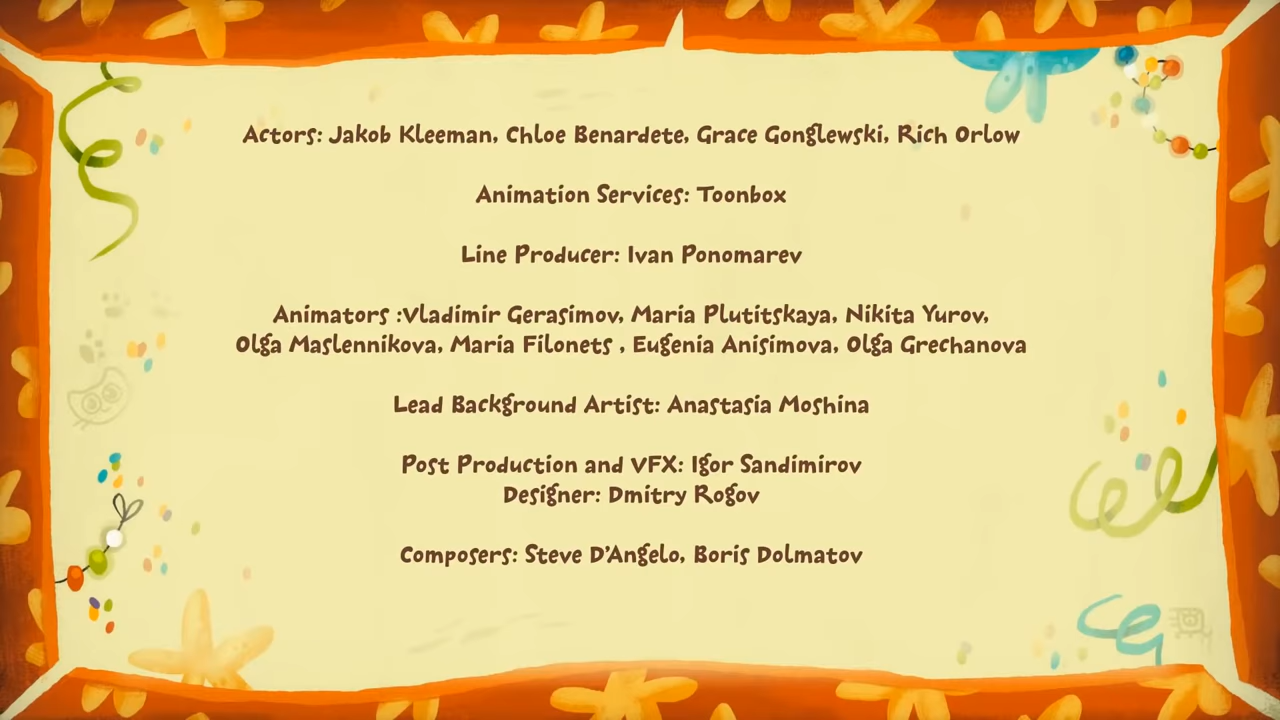 Actors: Jakob Kleeman, Chloe Benardete, Grace Gonglewski, Rich Orlow
Animation Services: Toonbox
Line Producer: Ivan Ponomarev
Animators :Vladimir Gerasimov, Maria Plutitskaya, Nikita Yurov,
Olga Maslennikova, Maria Filonets , Eugenia Anisimova, Olga Grechanova
Lead Background Artist: Anastasia Moshina
Post Production and VFX: Igor Sandimirov
Designer: Dmitry Rogov
Composers: Steve D'Angelo, Boris Dolmatov